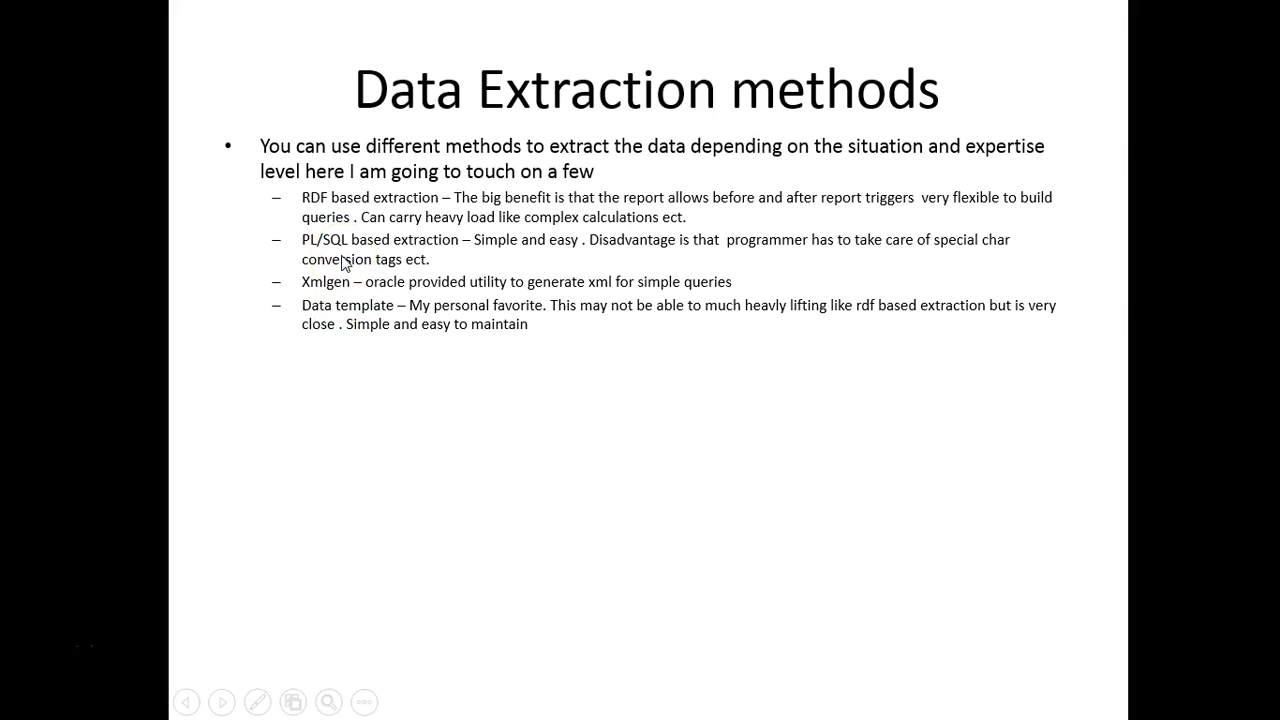 Data Extraction methods
• You can use different methods to extract the data depending on the situation and expertise
level here I am going to touch on a few
– RDF based extraction – The big benefit is that the report allows before and after report triggers  very flexible to build
queries . Can carry heavy load like complex calculations ect.
– PL/SQL based extraction – Simple and easy . Disadvantage is that  programmer has to take care of special char
conversion tags ect.
– Xmlgen – oracle provided utility to generate xml for simple queries
– Data template – My personal favorite. This may not be able to much heavly lifting like rdf based extraction but is very
close . Simple and easy to maintain